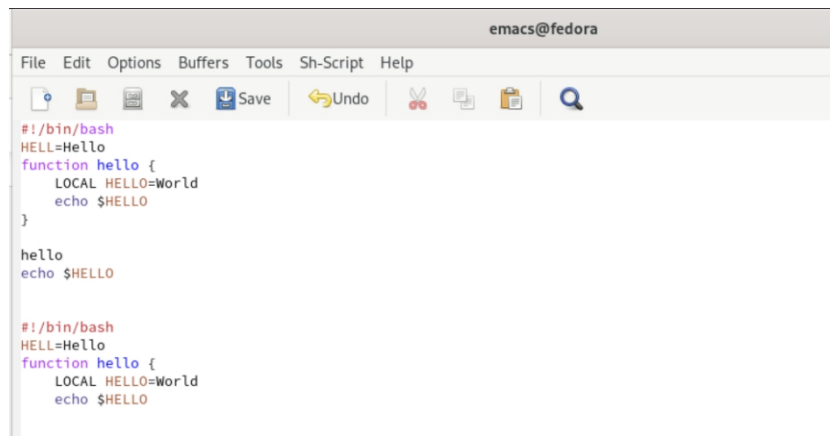 emacs@fedora
File Edit Options Buffers Tools Sh-Script Help
Save Undo
#!/bin/bash
HELL=Hello
function hello {
    LOCAL HELLO=World
    echo $HELLO
}
hello
echo $HELLO
#!/bin/bash
HELL=Hello
function hello {
    LOCAL HELLO=World
    echo $HELLO